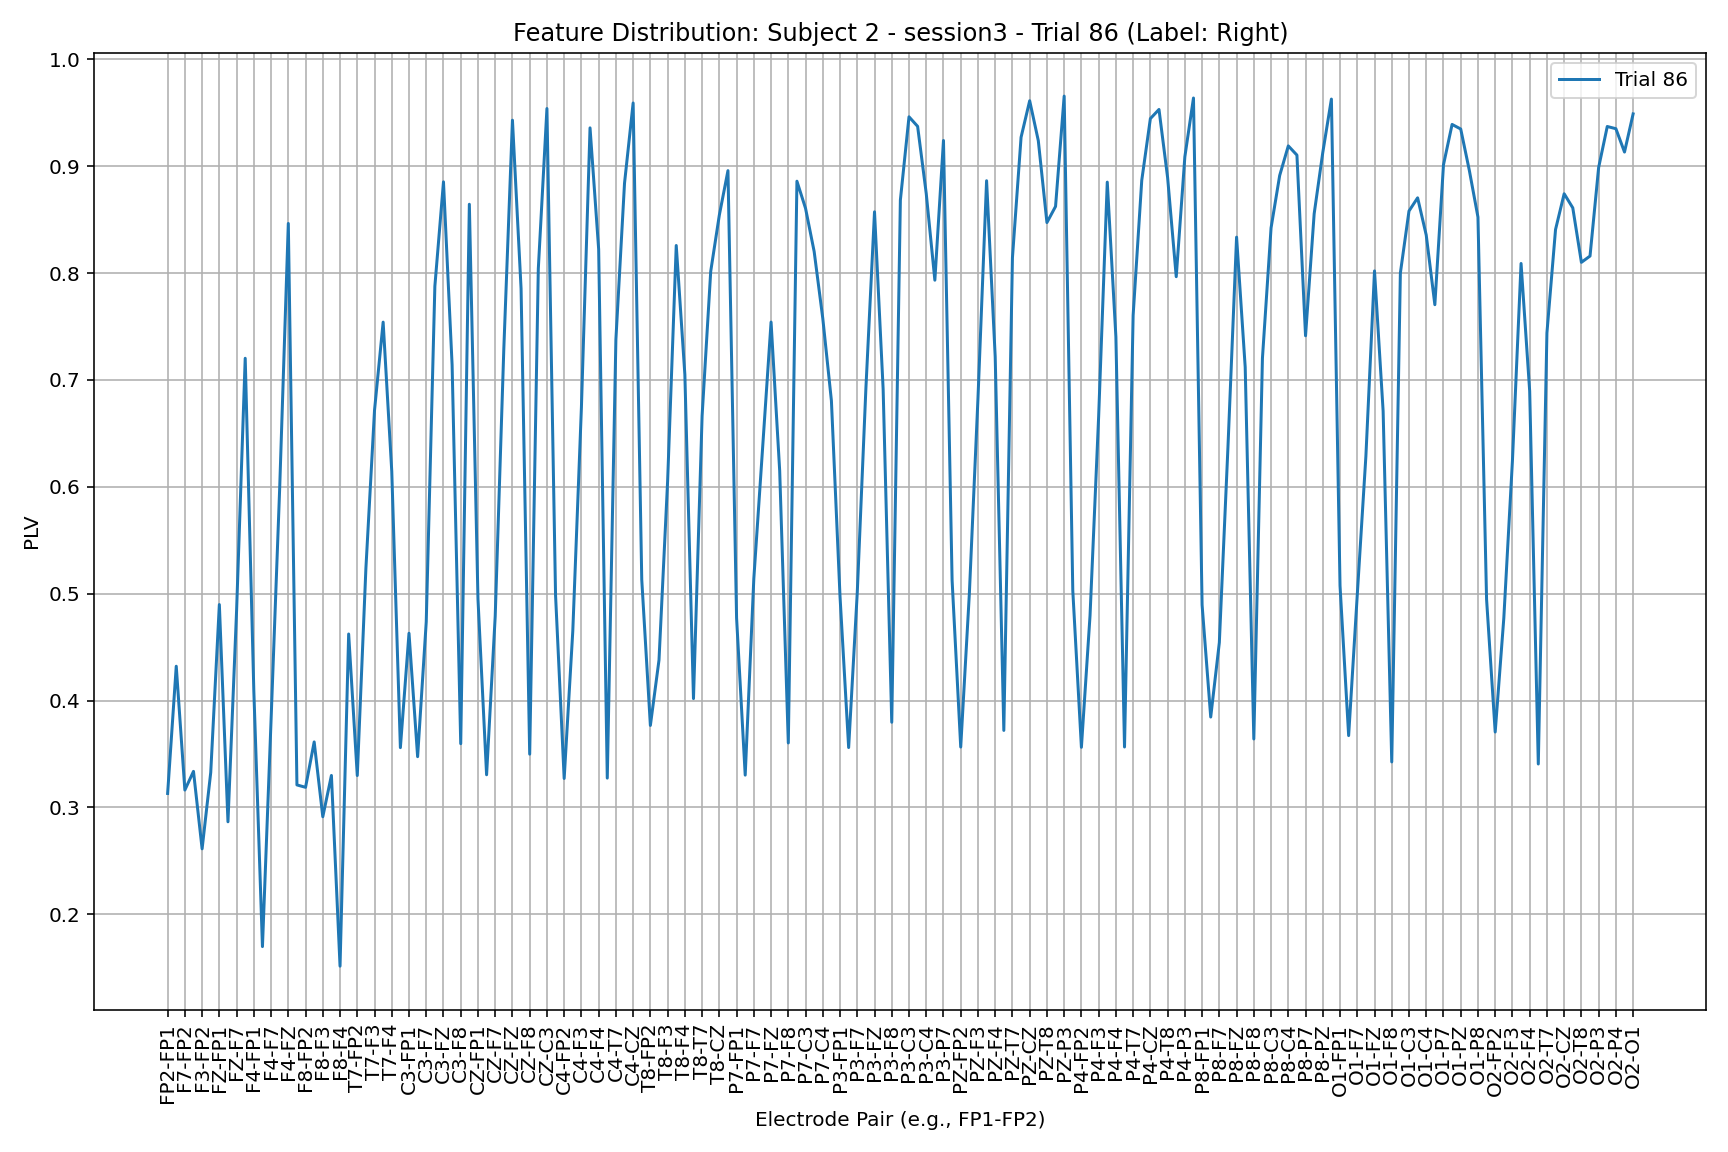 Feature Distribution: Subject 2 - session3 - Trial 86 (Label: Right)
Trial 86
1.0
0.9
0.8
0.7
0.6
0.5
0.4
0.3
0.2
PLV
FP2-FP1
F7-FP2
F3-FP2
FZ-FP1
FZ-F7
F4-FP1
F4-F7
F4-FZ
F8-FP2
F8-F3
F8-F4
T7-FP2
T7-F3
T7-F4
C3-FP1
C3-F7
C3-FZ
C3-F8
CZ-FP1
CZ-F7
CZ-FZ
CZ-F8
CZ-C3
C4-FP2
C4-F3
C4-F4
C4-T7
C4-CZ
T8-FP2
T8-F3
T8-F4
T8-T7
T8-CZ
P7-FP1
P7-F7
P7-FZ
P7-F8
P7-C3
P7-C4
P3-FP1
P3-F7
P3-FZ
P3-F8
P3-C3
P3-C4
P3-P7
PZ-FP2
PZ-F3
PZ-F4
PZ-T7
PZ-CZ
PZ-T8
PZ-P3
P4-FP2
P4-F3
P4-F4
P4-T7
P4-CZ
P4-T8
P4-P3
P8-FP1
P8-F7
P8-FZ
P8-F8
P8-C3
P8-C4
P8-P7
P8-PZ
O1-FP1
O1-F7
O1-FZ
O1-F8
O1-C3
O1-C4
O1-P7
O1-PZ
O1-P8
O2-FP2
O2-F3
O2-F4
O2-T7
O2-CZ
O2-T8
O2-P3
O2-P4
O2-O1
Electrode Pair (e.g., FP1-FP2)